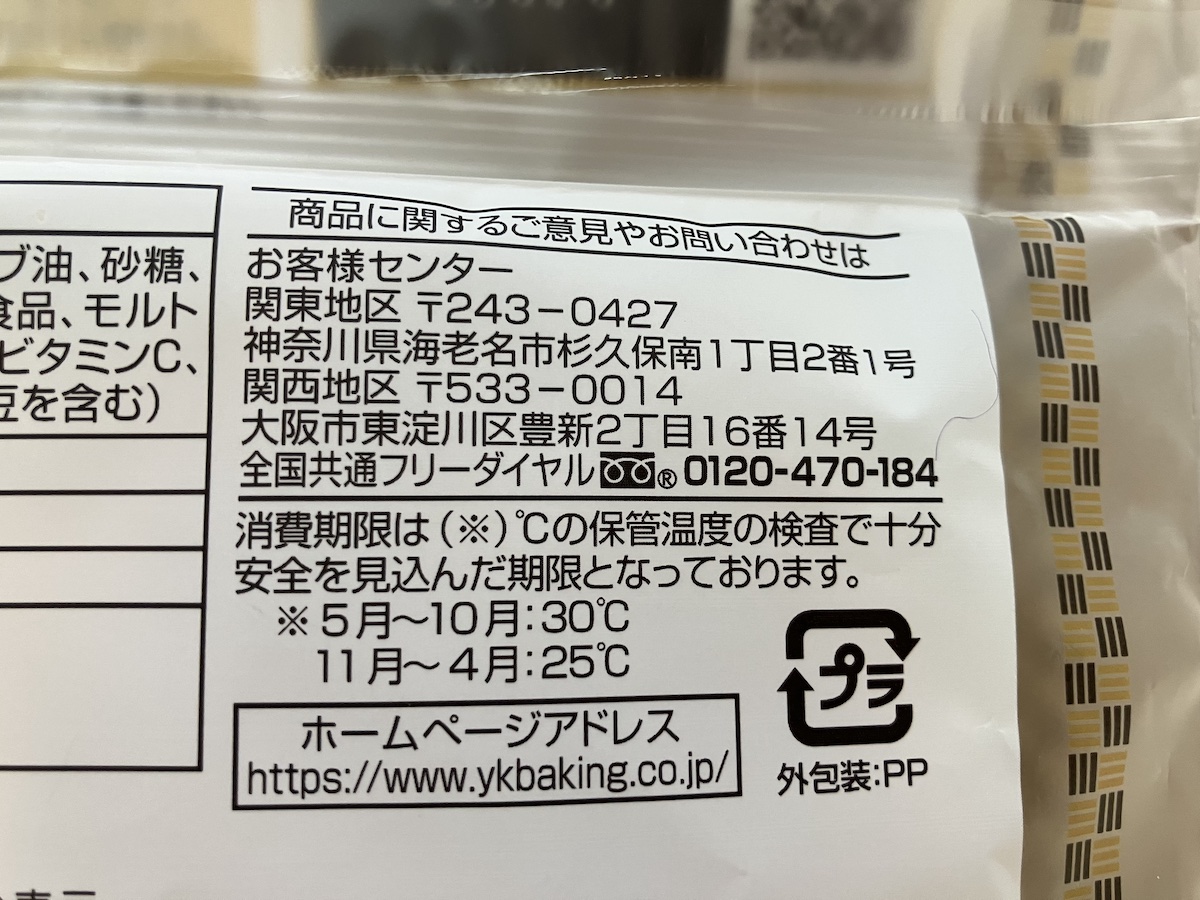 ブ油、砂糖、
食品、モルト
ビタミンC、
豆を含む)
商品に関するご意見やお問い合わせは
お客様センター
関東地区 〒243-0427
神奈川県海老名市杉久保南1丁目2番1号
関西地区 〒533-0014
大阪市東淀川区豊新2丁目16番14号
全国共通フリーダイヤル ® 0120-470-184
消費期限は(※)℃の保管温度の検査で十分
安全を見込んだ期限となっております。
※5月~10月:30℃
11月~4月:25℃
ホームページアドレス
https://www.ykbaking.co.jp/
プラ
外包装:PP